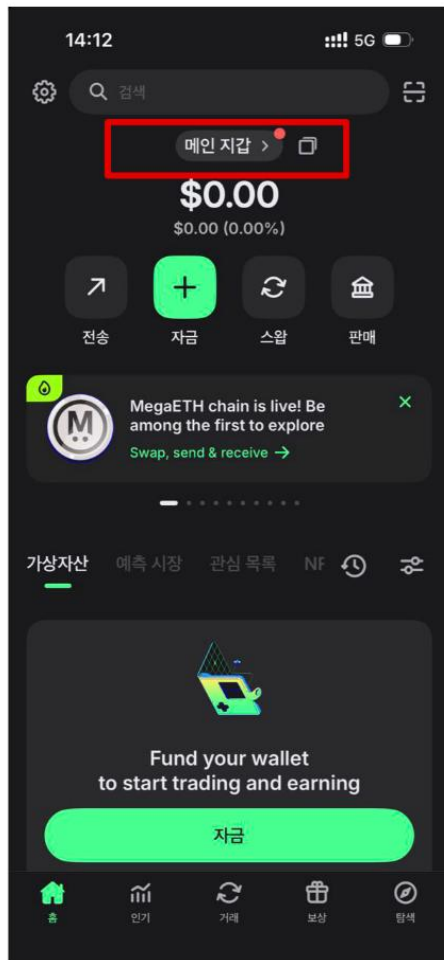 14:12
5G
검색
메인 지갑 >
$0.00
$0.00 (0.00%)
전송
자금
스왑
판매
M
MegaETH chain is live! Be
among the first to explore
Swap, send & receive →
가상자산
예측 시장
관심 목록
NF
Fund your wallet
to start trading and earning
자금
홈
인기
거래
보상
탐색